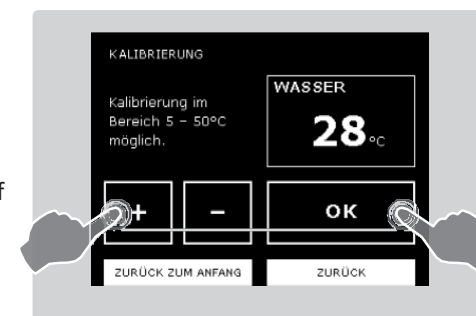 KALIBRIERUNG
Kalibrierung im
Bereich 5 – 50°C
möglich.
WASSER
28°C
f
+
–
OK
ZURÜCK ZUM ANFANG
ZURÜCK